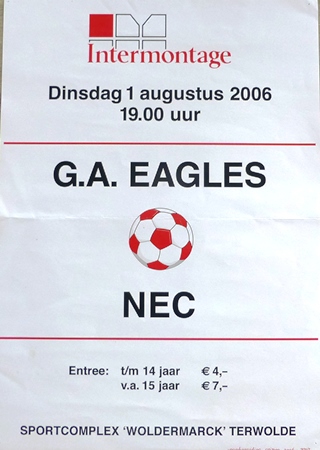 Intermontage
Dinsdag 1 augustus 2006
19.00 uur
G.A. EAGLES
NEC
Entree: t/m 14 jaar € 4,–
v.a. 15 jaar € 7,–
SPORTCOMPLEX 'WOLDERMARCK' TERWOLDE